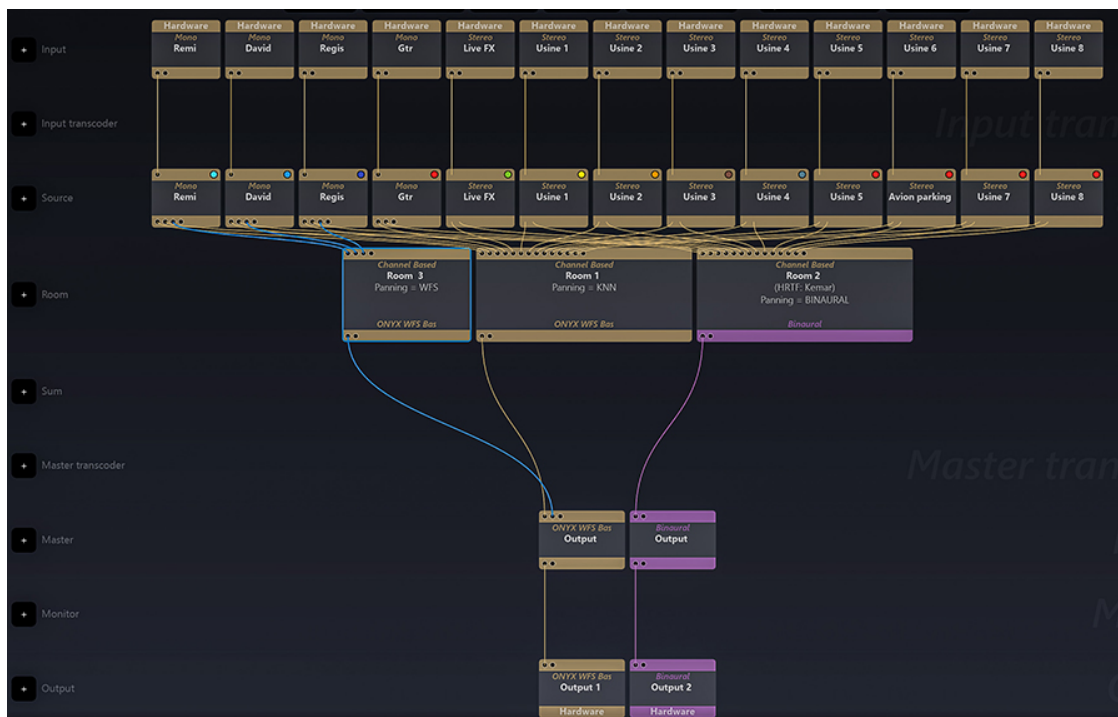 Hardware Hardware Hardware Hardware Hardware Hardware Hardware Hardware Hardware Hardware Hardware Hardware Hardware
Mono Mono Mono Mono Stereo Stereo Stereo Stereo Stereo Stereo Stereo Stereo Stereo
Input Remi David Regis Gtr Live FX Usine 1 Usine 2 Usine 3 Usine 4 Usine 5 Usine 6 Usine 7 Usine 8
Input transcoder Input tran
Mono Mono Mono Mono Stereo Stereo Stereo Stereo Stereo Stereo Stereo Stereo Stereo
Source Remi David Regis Gtr Live FX Usine 1 Usine 2 Usine 3 Usine 4 Usine 5 Avion parking Usine 7 Usine 8
Channel Based Channel Based Channel Based
Room 3 Room 1 Room 2
Panning = WFS Panning = KNN (HRTF: Kemar)
Room Panning = BINAURAL
ONYX WFS Bas ONYX WFS Bas Binaural
Sum
Master transcoder Master tran
ONYX WFS Bas Binaural
Master Output Output
Monitor M
ONYX WFS Bas Binaural
Output Output 1 Output 2
Hardware Hardware